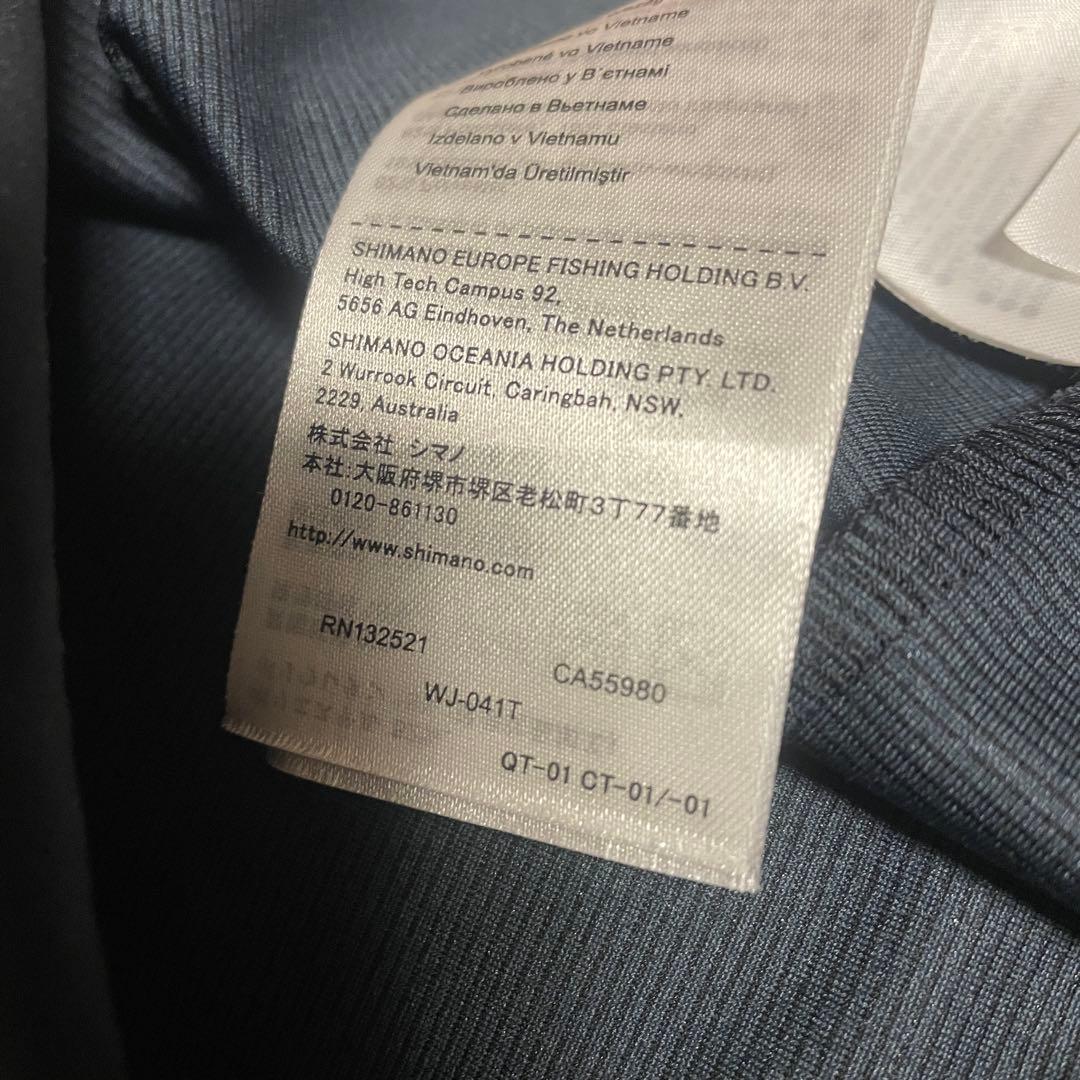 Vietname
vo Vietname
Вироблено у В'єтнамі
Сделано в Вьетнаме
Izdelano v Vietnamu
Vietnam'da Üretilmiştir
SHIMANO EUROPE FISHING HOLDING B.V.
High Tech Campus 92,
5656 AG Eindhoven, The Netherlands
SHIMANO OCEANIA HOLDING PTY. LTD.
2 Wurrook Circuit, Caringbah, NSW.
2229, Australia
株式会社 シマノ
本社:大阪府堺市堺区老松町3丁77番地
0120-861130
http://www.shimano.com
RN132521
CA55980
WJ-041T
QT-01 CT-01/-01